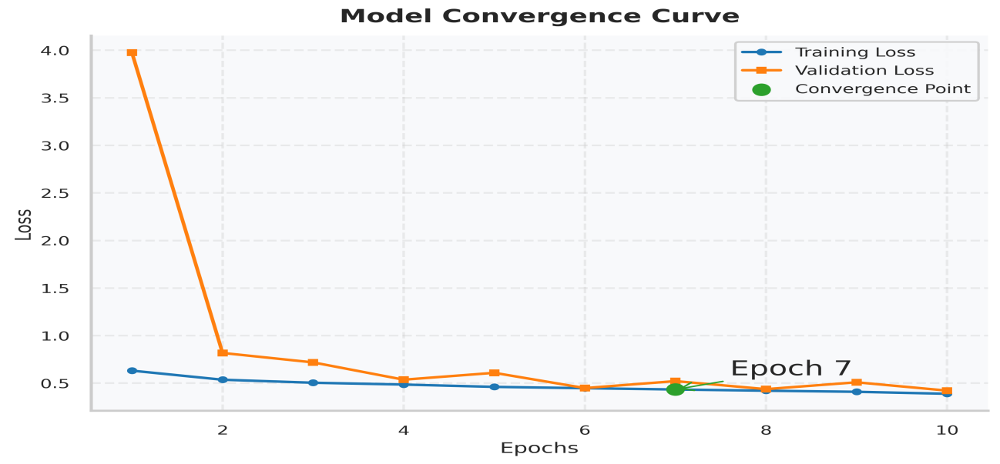 Model Convergence Curve
4.0
3.5
3.0
2.5
2.0
1.5
1.0
0.5
Loss
Training Loss
Validation Loss
Convergence Point
Epoch 7
2 4 6 8 10
Epochs